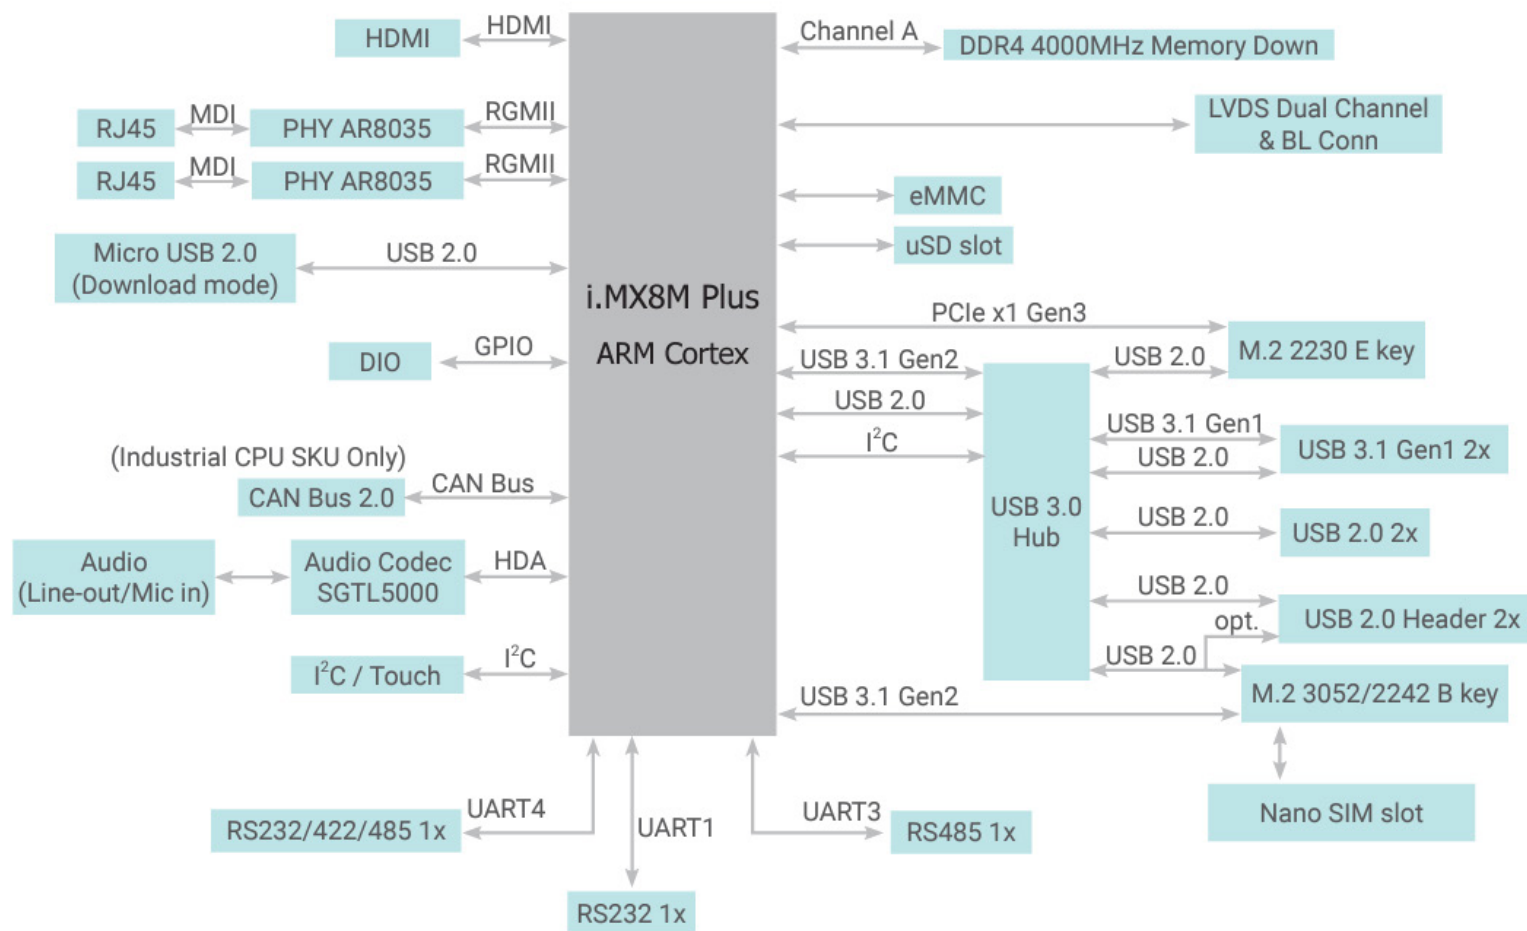 HDMI
HDMI
Channel A
DDR4 4000MHz Memory Down
RJ45
MDI
PHY AR8035
RGMII
LVDS Dual Channel
& BL Conn
RJ45
MDI
PHY AR8035
RGMII
eMMC
uSD slot
Micro USB 2.0
(Download mode)
USB 2.0
i.MX8M Plus
ARM Cortex
PCIe x1 Gen3
M.2 2230 E key
DIO
GPIO
USB 3.1 Gen2
USB 2.0
USB 2.0
I²C
USB 3.0
Hub
USB 3.1 Gen1
USB 2.0
USB 3.1 Gen1 2x
(Industrial CPU SKU Only)
CAN Bus 2.0
CAN Bus
USB 2.0
USB 2.0 2x
Audio
(Line-out/Mic in)
Audio Codec
SGTL5000
HDA
USB 2.0
opt.
USB 2.0 Header 2x
I²C / Touch
I²C
USB 2.0
USB 3.1 Gen2
M.2 3052/2242 B key
Nano SIM slot
RS232/422/485 1x
UART4
UART1
UART3
RS485 1x
RS232 1x